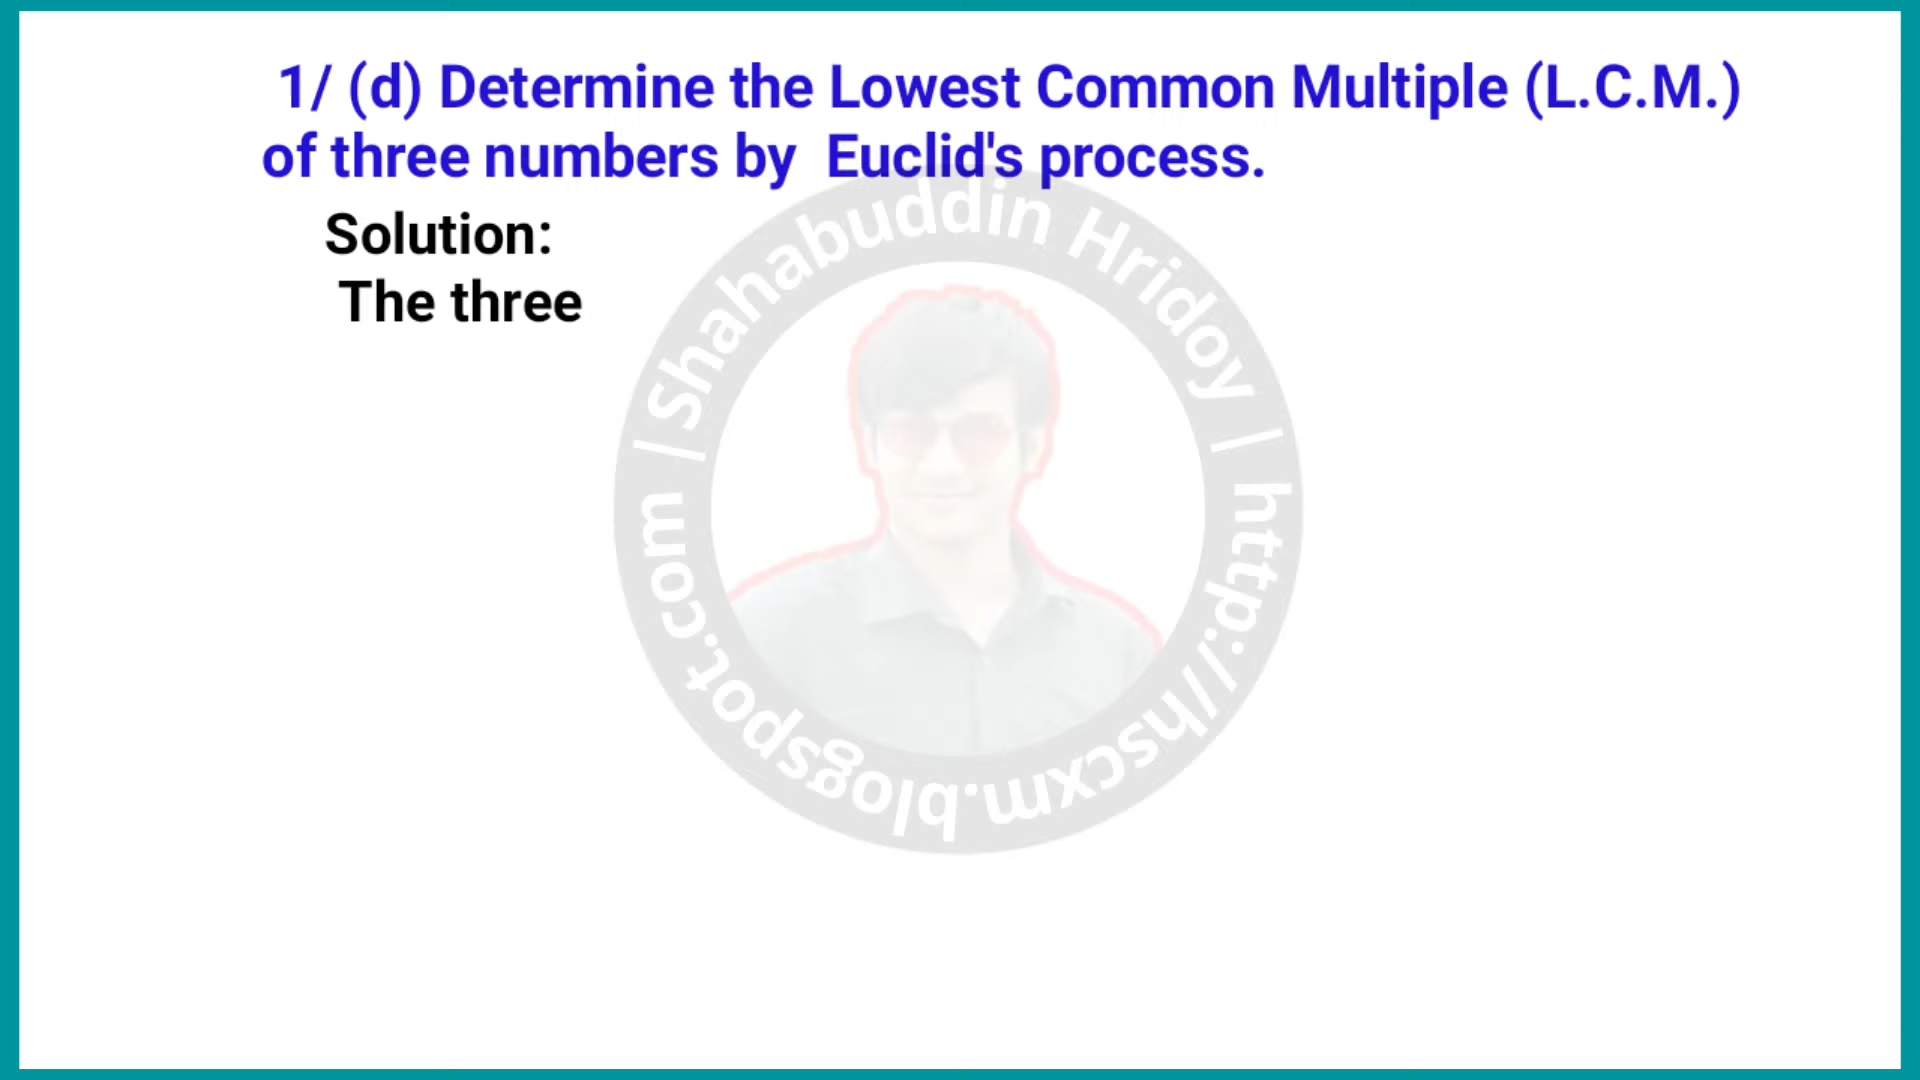 1/ (d) Determine the Lowest Common Multiple (L.C.M.)
of three numbers by Euclid's process.
Solution:
The three
|Shahabuddin Hridoy | http://hscxm.blogspot.com